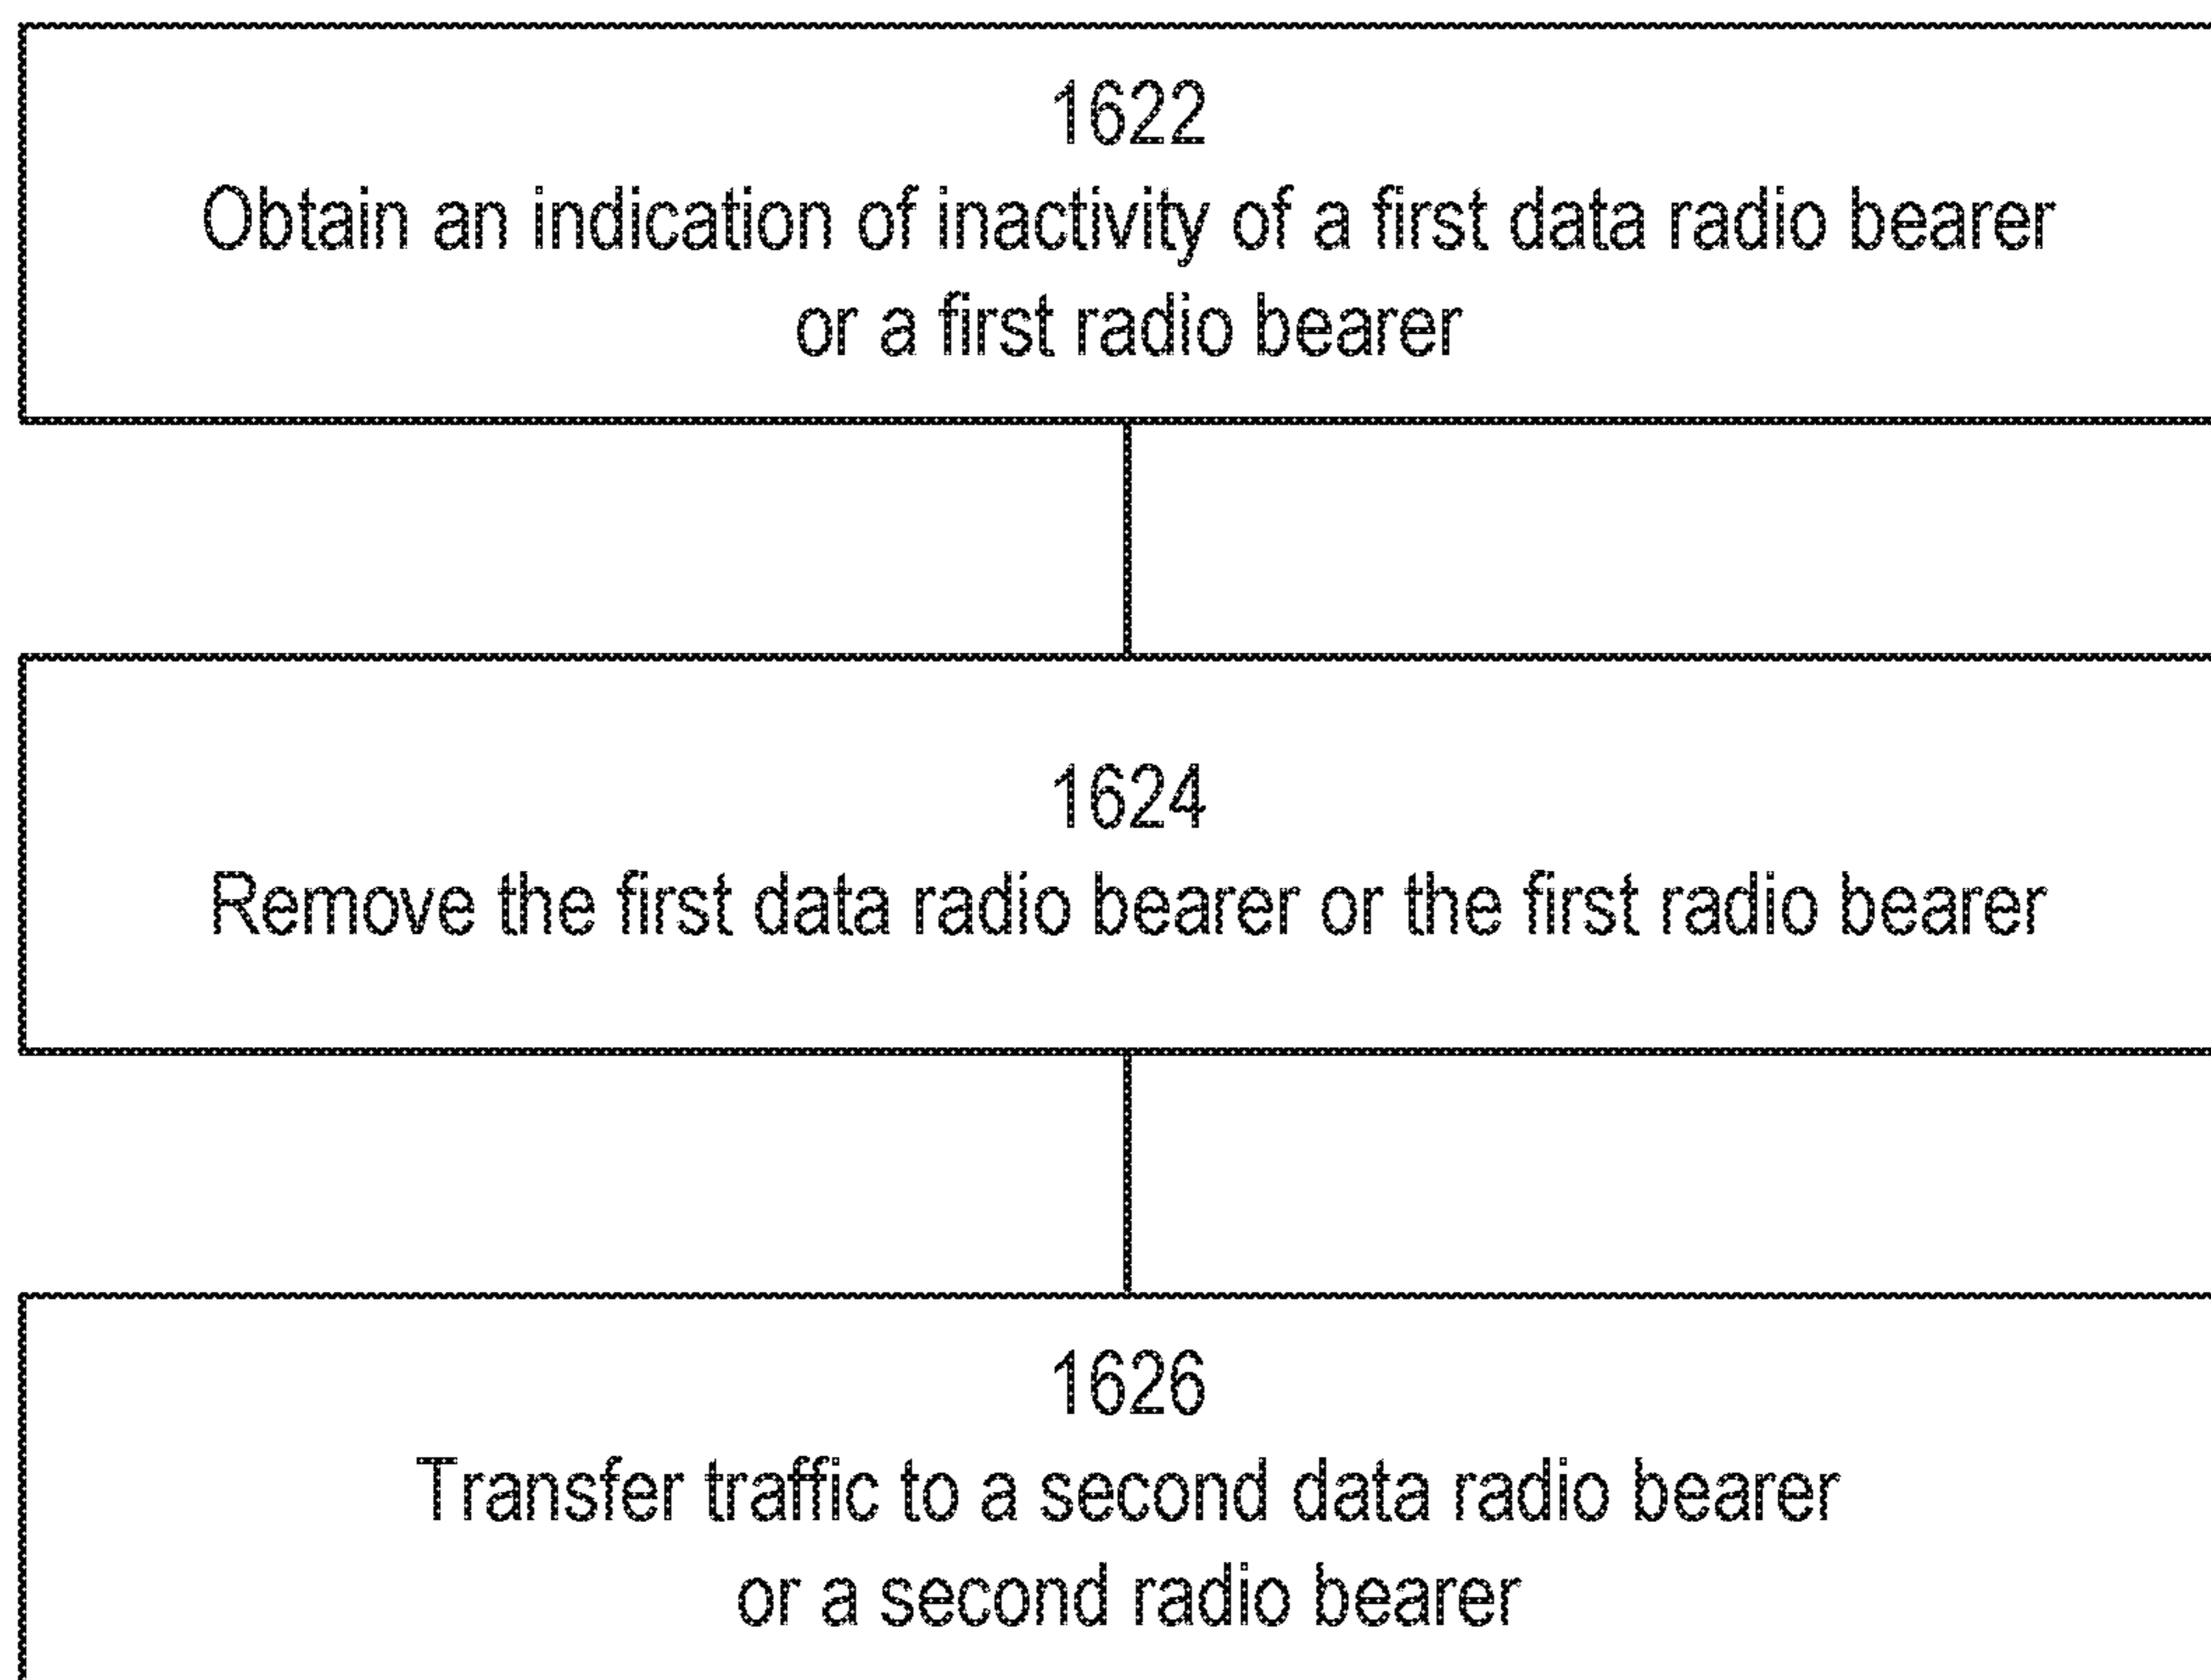 1622
Obtain an indication of inactivity of a first data radio bearer
or a first radio bearer
1624
Remove the first data radio bearer or the first radio bearer
1626
Transfer traffic to a second data radio bearer
or a second radio bearer